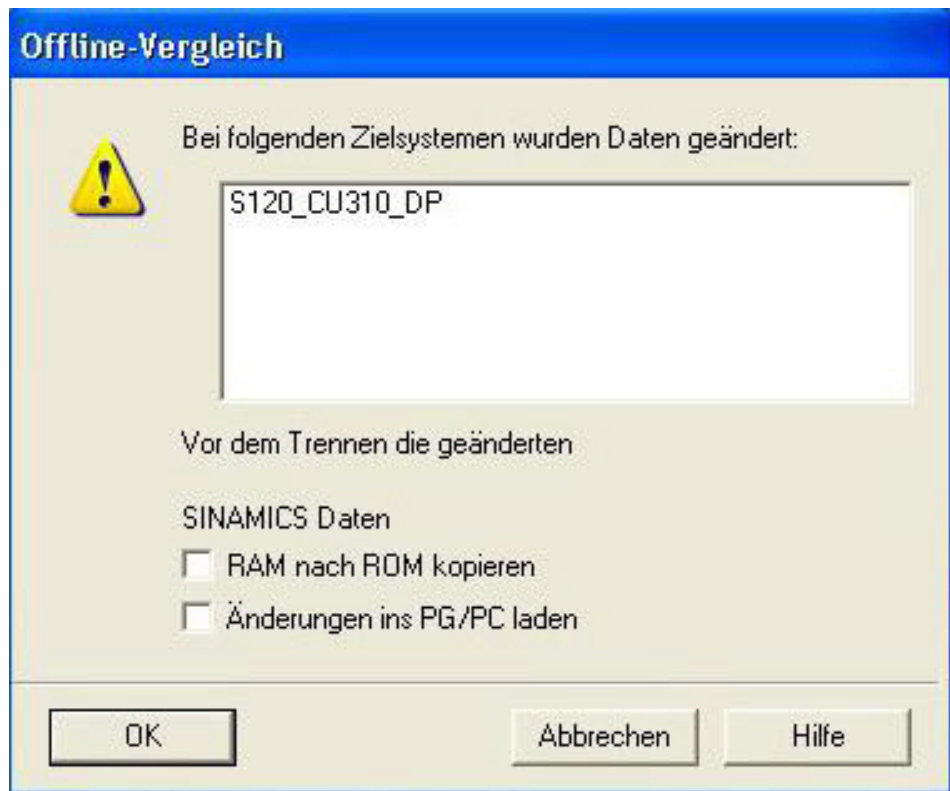 Offline-Vergleich
Bei folgenden Zielsystemen wurden Daten geändert:
S120_CU310_DP
Vor dem Trennen die geänderten
SINAMICS Daten
RAM nach ROM kopieren
Änderungen ins PG/PC laden
OK
Abbrechen
Hilfe